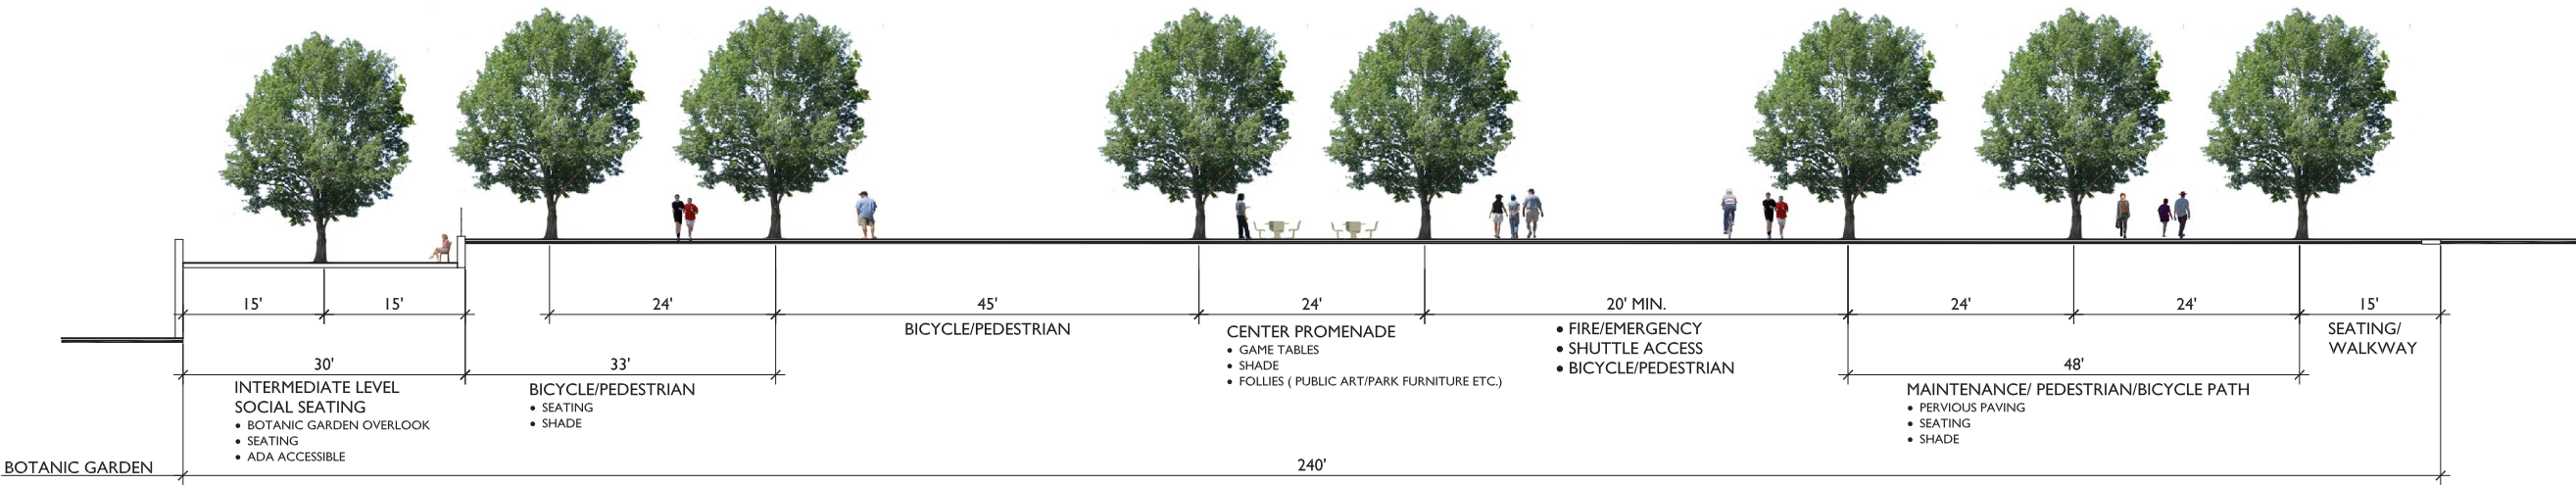 15'
15'
24'
45'
24'
20' MIN.
24'
24'
15'
30'
INTERMEDIATE LEVEL
SOCIAL SEATING
• BOTANIC GARDEN OVERLOOK
• SEATING
• ADA ACCESSIBLE
33'
BICYCLE/PEDESTRIAN
• SEATING
• SHADE
BICYCLE/PEDESTRIAN
CENTER PROMENADE
• GAME TABLES
• SHADE
• FOLLIES ( PUBLIC ART/PARK FURNITURE ETC.)
• FIRE/EMERGENCY
• SHUTTLE ACCESS
• BICYCLE/PEDESTRIAN
48'
MAINTENANCE/ PEDESTRIAN/BICYCLE PATH
• PERVIOUS PAVING
• SEATING
• SHADE
SEATING/
WALKWAY
BOTANIC GARDEN
240'